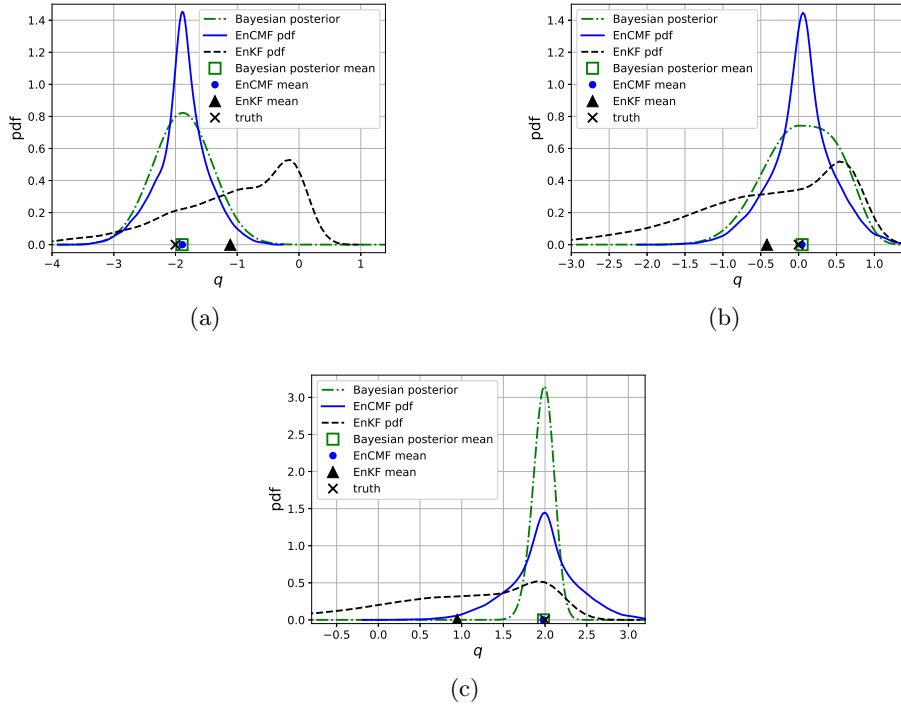 1.4
1.2
1.0
0.8
0.6
0.4
0.2
0.0
pdf
Bayesian posterior
EnCMF pdf
EnKF pdf
Bayesian posterior mean
EnCMF mean
EnKF mean
truth
−4 −3 −2 −1 0 1
q
(a)
1.4
1.2
1.0
0.8
0.6
0.4
0.2
0.0
pdf
Bayesian posterior
EnCMF pdf
EnKF pdf
Bayesian posterior mean
EnCMF mean
EnKF mean
truth
−3.0 −2.5 −2.0 −1.5 −1.0 −0.5 0.0 0.5 1.0
q
(b)
3.0
2.5
2.0
1.5
1.0
0.5
0.0
pdf
Bayesian posterior
EnCMF pdf
EnKF pdf
Bayesian posterior mean
EnCMF mean
EnKF mean
truth
−0.5 0.0 0.5 1.0 1.5 2.0 2.5 3.0
q
(c)